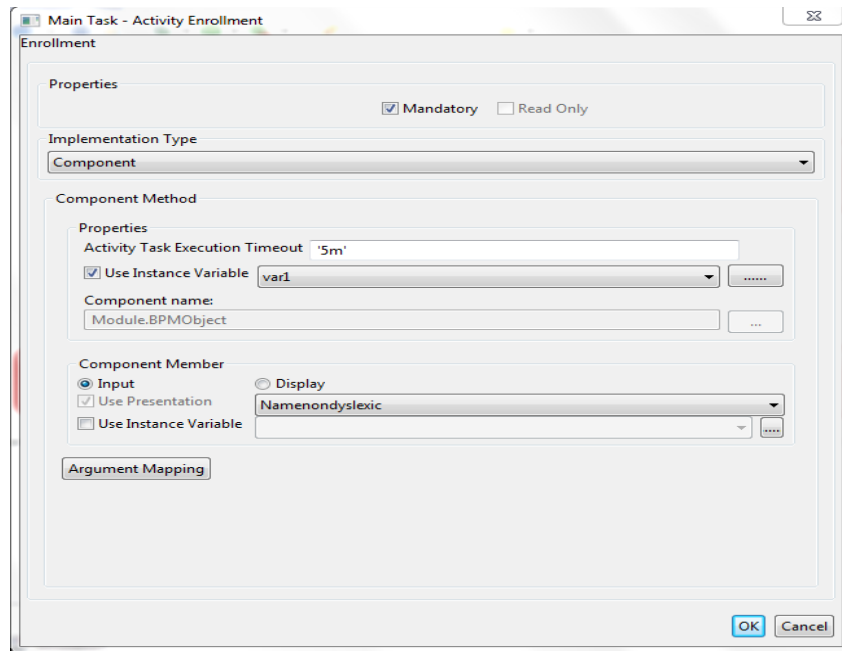 Main Task - Activity Enrollment
Enrollment
Properties
Mandatory Read Only
Implementation Type
Component
Component Method
Properties
Activity Task Execution Timeout '5m'
Use Instance Variable var1 ......
Component name:
Module.BPMObject ...
Component Member
Input Display
Use Presentation Namenondyslexic
Use Instance Variable ....
Argument Mapping
OK Cancel